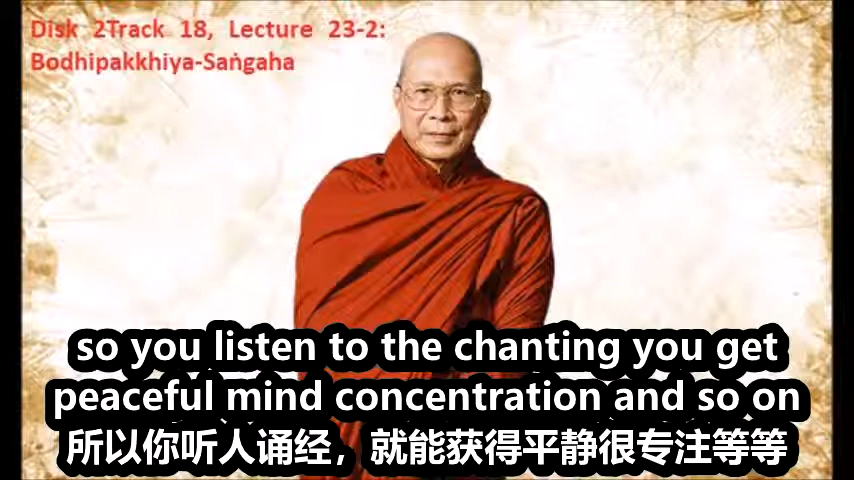 Disk 2Track 18, Lecture 23-2:
Bodhipakkhiya-Saṅgaha
so you listen to the chanting you get
peaceful mind concentration and so on
所以你听人诵经，就能获得平静很专注等等